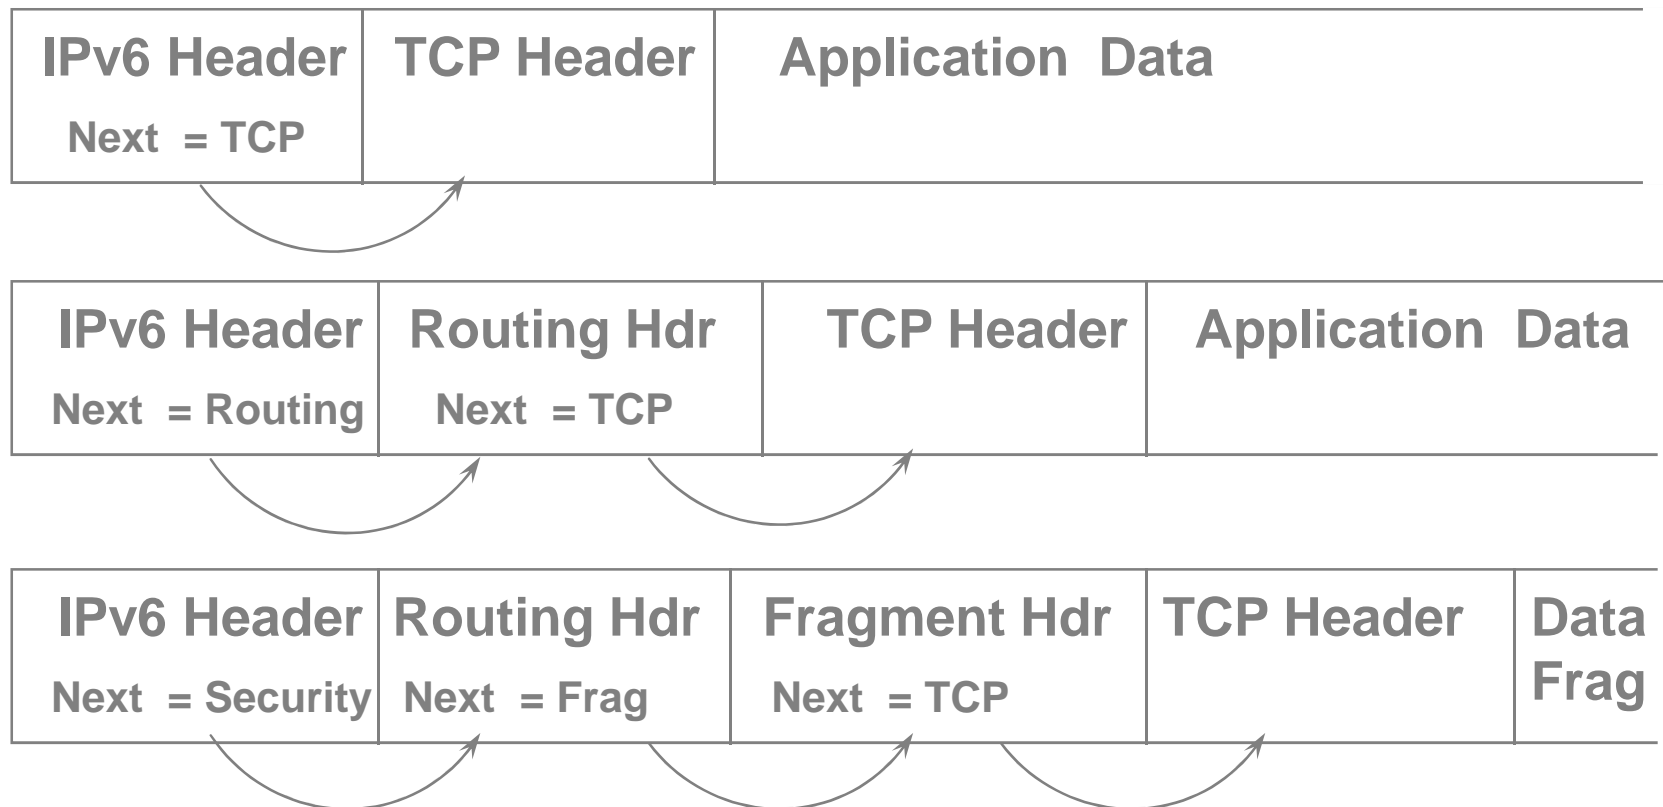 IPv6 Header TCP Header Application Data
Next = TCP
IPv6 Header Routing Hdr TCP Header Application Data
Next = Routing Next = TCP
IPv6 Header Routing Hdr Fragment Hdr TCP Header Data
Frag
Next = Security Next = Frag Next = TCP